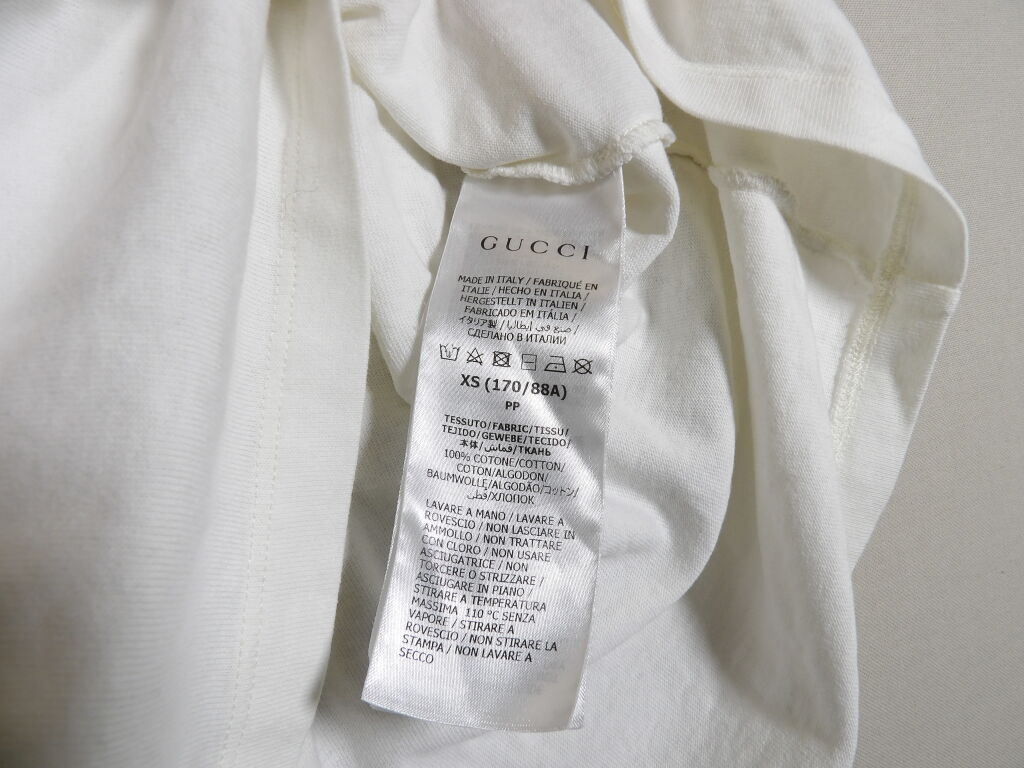 GUCCI
MADE IN ITALY / FABRIQUÉ EN
ITALIE / HECHO EN ITALIA /
HERGESTELLT IN ITALIEN /
FABRICADO EM ITÁLIA /
イタリア製 / صنع في إيطاليا /
СДЕЛАНО В ИТАЛИИ
XS (170/88A)
PP
TESSUTO/FABRIC/TISSU/
TEJIDO/GEWEBE/TECIDO/
本体/قماش/ТКАНЬ
100% COTONE/COTTON/
COTON/ALGODON/
BAUMWOLLE/ALGODÃO/コットン/
قطن/ХЛОПОК
LAVARE A MANO / LAVARE A
ROVESCIO / NON LASCIARE IN
AMMOLLO / NON TRATTARE
CON CLORO / NON USARE
ASCIUGATRICE / NON
TORCERE O STRIZZARE /
ASCIUGARE IN PIANO /
STIRARE A TEMPERATURA
MASSIMA 110 °C SENZA
VAPORE / STIRARE A
ROVESCIO / NON STIRARE LA
STAMPA / NON LAVARE A
SECCO